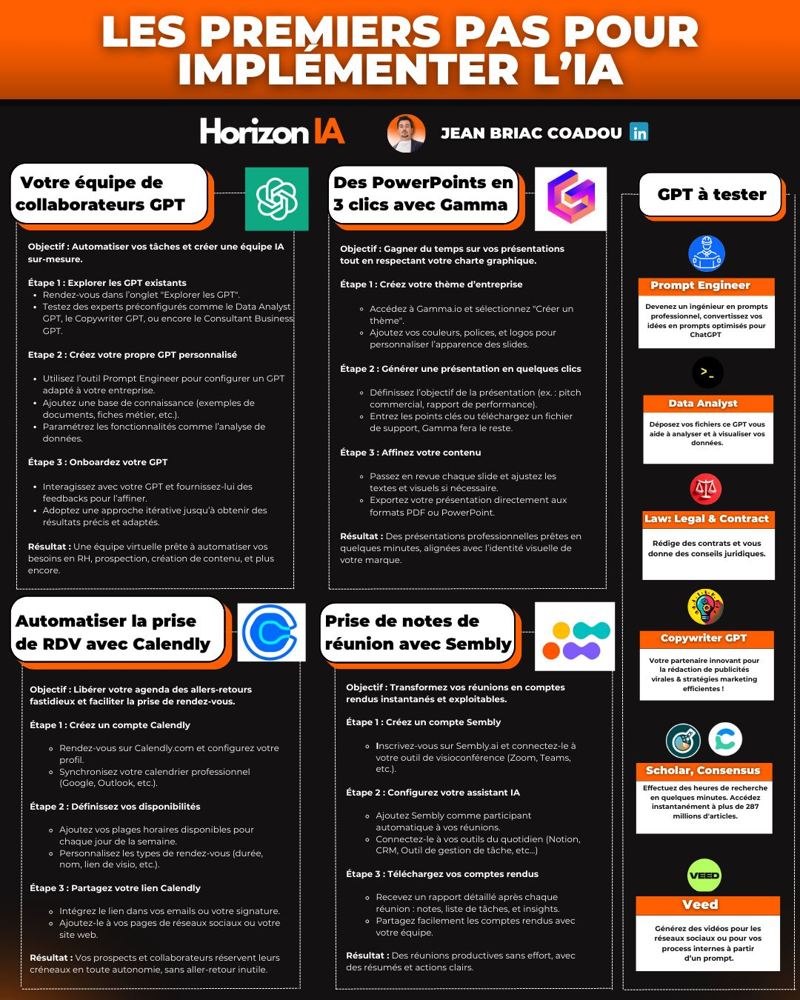 LES PREMIERS PAS POUR
IMPLÉMENTER L'IA
Horizon IA
JEAN BRIAC COADOU
in
Votre équipe de
collaborateurs GPT
Objectif : Automatiser vos tâches et créer une équipe IA
sur-mesure.
Étape 1 : Explorer les GPT existants
• Rendez-vous dans l'onglet "Explorer les GPT".
• Testez des experts préconfigurés comme le Data Analyst
GPT, le Copywriter GPT, ou encore le Consultant Business
GPT.
Etape 2 : Créez votre propre GPT personnalisé
• Utilisez l'outil Prompt Engineer pour configurer un GPT
adapté à votre entreprise.
• Ajoutez une base de connaissance (exemples de
documents, fiches métier, etc.).
• Paramétrez les fonctionnalités comme l'analyse de
données.
Étape 3 : Onboardez votre GPT
• Interagissez avec votre GPT et fournissez-lui des
feedbacks pour l'affiner.
• Adoptez une approche itérative jusqu'à obtenir des
résultats précis et adaptés.
Résultat : Une équipe virtuelle prête à automatiser vos
besoins en RH, prospection, création de contenu, et plus
encore.
Des PowerPoints en
3 clics avec Gamma
Objectif : Gagner du temps sur vos présentations
tout en respectant votre charte graphique.
Étape 1 : Créez votre thème d'entreprise
◦ Accédez à Gamma.io et sélectionnez "Créer un
thème".
◦ Ajoutez vos couleurs, polices, et logos pour
personnaliser l'apparence des slides.
Étape 2 : Générer une présentation en quelques clics
◦ Définissez l'objectif de la présentation (ex. : pitch
commercial, rapport de performance).
◦ Entrez les points clés ou téléchargez un fichier
de support, Gamma fera le reste.
Étape 3 : Affinez votre contenu
◦ Passez en revue chaque slide et ajustez les
textes et visuels si nécessaire.
◦ Exportez votre présentation directement aux
formats PDF ou PowerPoint.
Résultat : Des présentations professionnelles prêtes en
quelques minutes, alignées avec l'identité visuelle de
votre marque.
Automatiser la prise
de RDV avec Calendly
Objectif : Libérer votre agenda des allers-retours
fastidieux et faciliter la prise de rendez-vous.
Étape 1 : Créez un compte Calendly
◦ Rendez-vous sur Calendly.com et configurez votre
profil.
◦ Synchronisez votre calendrier professionnel
(Google, Outlook, etc.).
Étape 2 : Définissez vos disponibilités
◦ Ajoutez vos plages horaires disponibles pour
chaque jour de la semaine.
◦ Personnalisez les types de rendez-vous (durée,
nom, lien de visio, etc.).
Étape 3 : Partagez votre lien Calendly
◦ Intégrez le lien dans vos emails ou votre signature.
◦ Ajoutez-le à vos pages de réseaux sociaux ou votre
site web.
Résultat : Vos prospects et collaborateurs réservent leurs
créneaux en toute autonomie, sans aller-retour inutile.
Prise de notes de
réunion avec Sembly
Objectif : Transformez vos réunions en comptes
rendus instantanés et exploitables.
Étape 1 : Créez un compte Sembly
◦ Inscrivez-vous sur Sembly.ai et connectez-le à
votre outil de visioconférence (Zoom, Teams,
etc.).
Étape 2 : Configurez votre assistant IA
◦ Ajoutez Sembly comme participant
automatique à vos réunions.
◦ Connectez-le à vos outils du quotidien (Notion,
CRM, Outil de gestion de tâche, etc...)
Étape 3 : Téléchargez vos comptes rendus
◦ Recevez un rapport détaillé après chaque
réunion : notes, liste de tâches, et insights.
◦ Partagez facilement les comptes rendus avec
votre équipe.
Résultat : Des réunions productives sans effort, avec
des résumés et actions clairs.
GPT à tester
Prompt Engineer
Devenez un ingénieur en prompts
professionnel, convertissez vos
idées en prompts optimisés pour
ChatGPT
>_
Data Analyst
Déposez vos fichiers ce GPT vous
aide à analyser et à visualiser vos
données.
Law: Legal & Contract
Rédige des contrats et vous
donne des conseils juridiques.
Copywriter GPT
Votre partenaire innovant pour
la rédaction de publicités
virales & stratégies marketing
efficientes !
Scholar, Consensus
Effectuez des heures de recherche
en quelques minutes. Accédez
instantanément à plus de 287
millions d'articles.
VEED
Veed
Générez des vidéos pour les
réseaux sociaux ou pour vos
process internes à partir
d'un prompt.